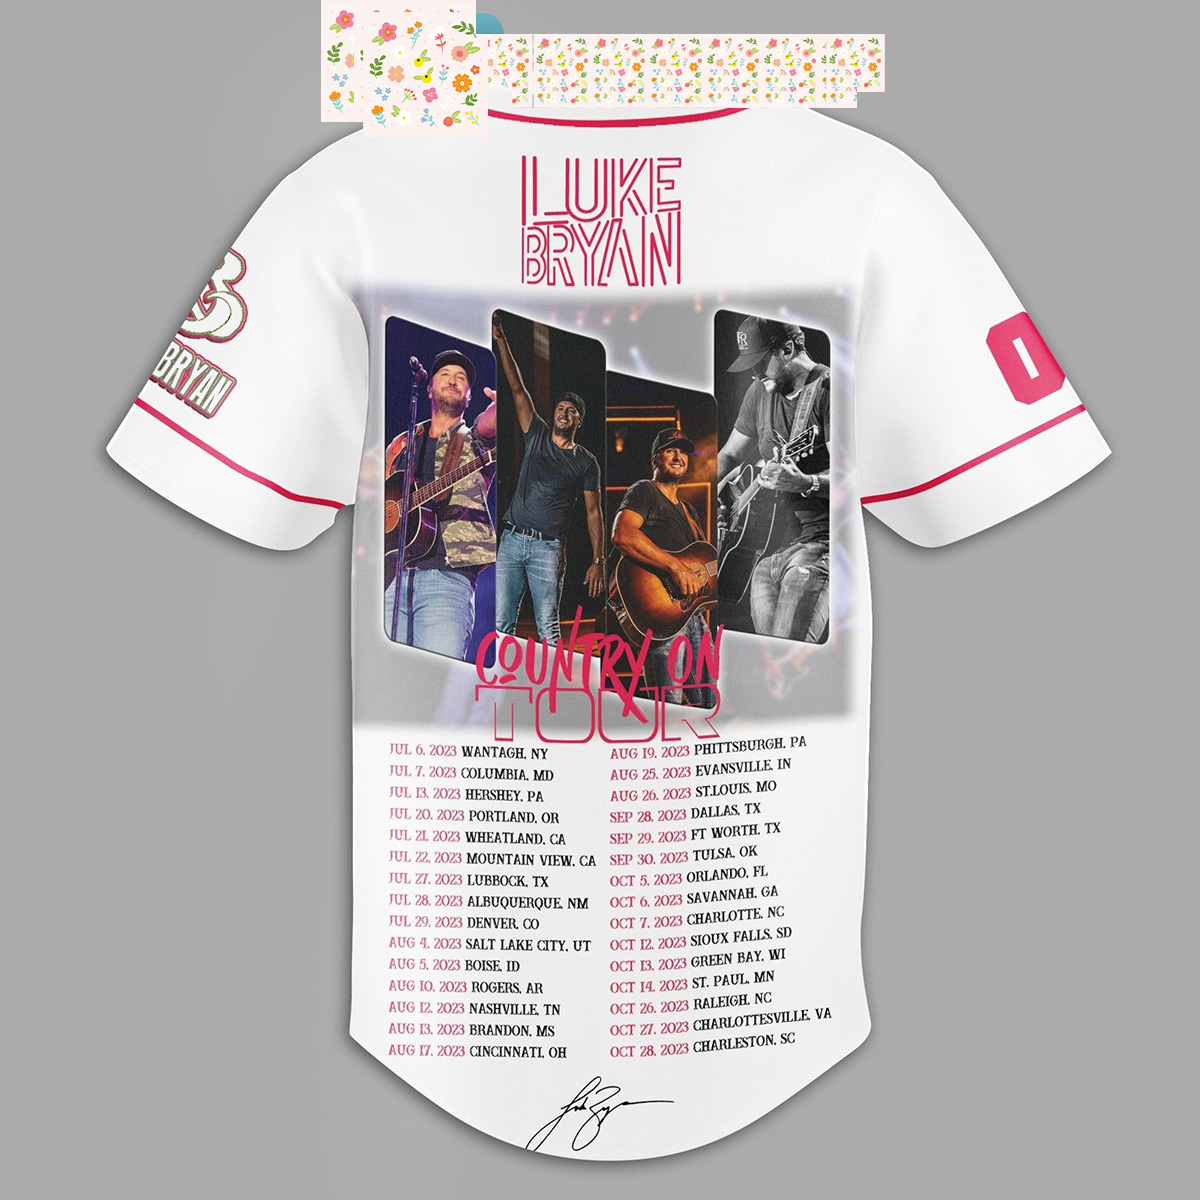 LUKE
BRYAN
B
BRYAN
0
COUNTRY ON
TOUR
JUL 6, 2023 WANTAGH, NY
JUL 7, 2023 COLUMBIA, MD
JUL 13, 2023 HERSHEY, PA
JUL 20, 2023 PORTLAND, OR
JUL 21, 2023 WHEATLAND, CA
JUL 22, 2023 MOUNTAIN VIEW, CA
JUL 27, 2023 LUBBOCK, TX
JUL 28, 2023 ALBUQUERQUE, NM
JUL 29, 2023 DENVER, CO
AUG 4, 2023 SALT LAKE CITY, UT
AUG 5, 2023 BOISE, ID
AUG 10, 2023 ROGERS, AR
AUG 12, 2023 NASHVILLE, TN
AUG 13, 2023 BRANDON, MS
AUG 17, 2023 CINCINNATI, OH
AUG 19, 2023 PHITTSBURGH, PA
AUG 25, 2023 EVANSVILLE, IN
AUG 26, 2023 ST.LOUIS, MO
SEP 28, 2023 DALLAS, TX
SEP 29, 2023 FT WORTH, TX
SEP 30, 2023 TULSA, OK
OCT 5, 2023 ORLANDO, FL
OCT 6, 2023 SAVANNAH, GA
OCT 7, 2023 CHARLOTTE, NC
OCT 12, 2023 SIOUX FALLS, SD
OCT 13, 2023 GREEN BAY, WI
OCT 14, 2023 ST. PAUL, MN
OCT 26, 2023 RALEIGH, NC
OCT 27, 2023 CHARLOTTESVILLE, VA
OCT 28, 2023 CHARLESTON, SC